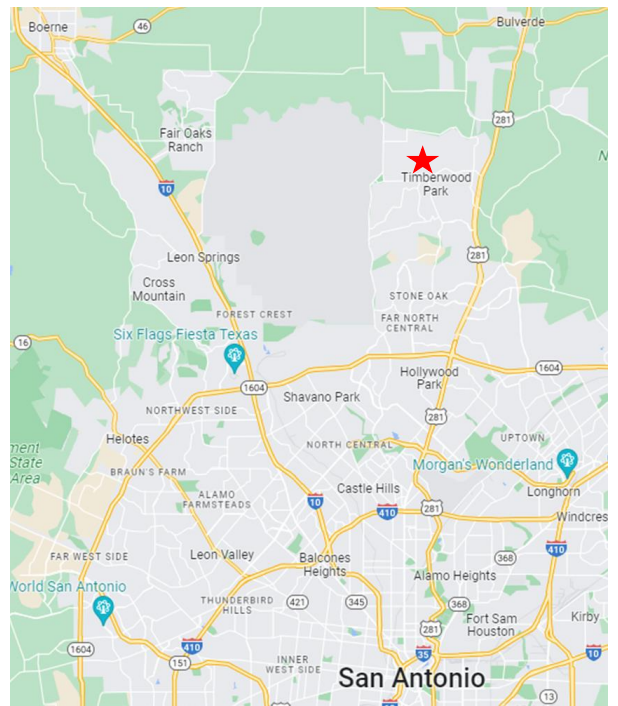 Boerne
46
Bulverde
281
Fair Oaks
Ranch
10
Timberwood
Park
N
Leon Springs
281
Cross
Mountain
STONE OAK
FOREST CREST
FAR NORTH
CENTRAL
Six Flags Fiesta Texas
16
1604
1604
Hollywood
Park
Shavano Park
NORTHWEST SIDE
281
Helotes
NORTH CENTRAL
UPTOWN
ment
State
Area
BRAUN'S FARM
Morgan's Wonderland
Castle Hills
Longhorn
ALAMO
FARMSTEADS
10
410
281
Windcres
410
FAR WEST SIDE
Leon Valley
Balcones
Heights
368
Alamo Heights
World San Antonio
THUNDERBIRD
HILLS
421
345
368
Fort Sam
Houston
Kirby
281
1604
410
35
10
151
INNER
WEST SIDE
San Antonio
13